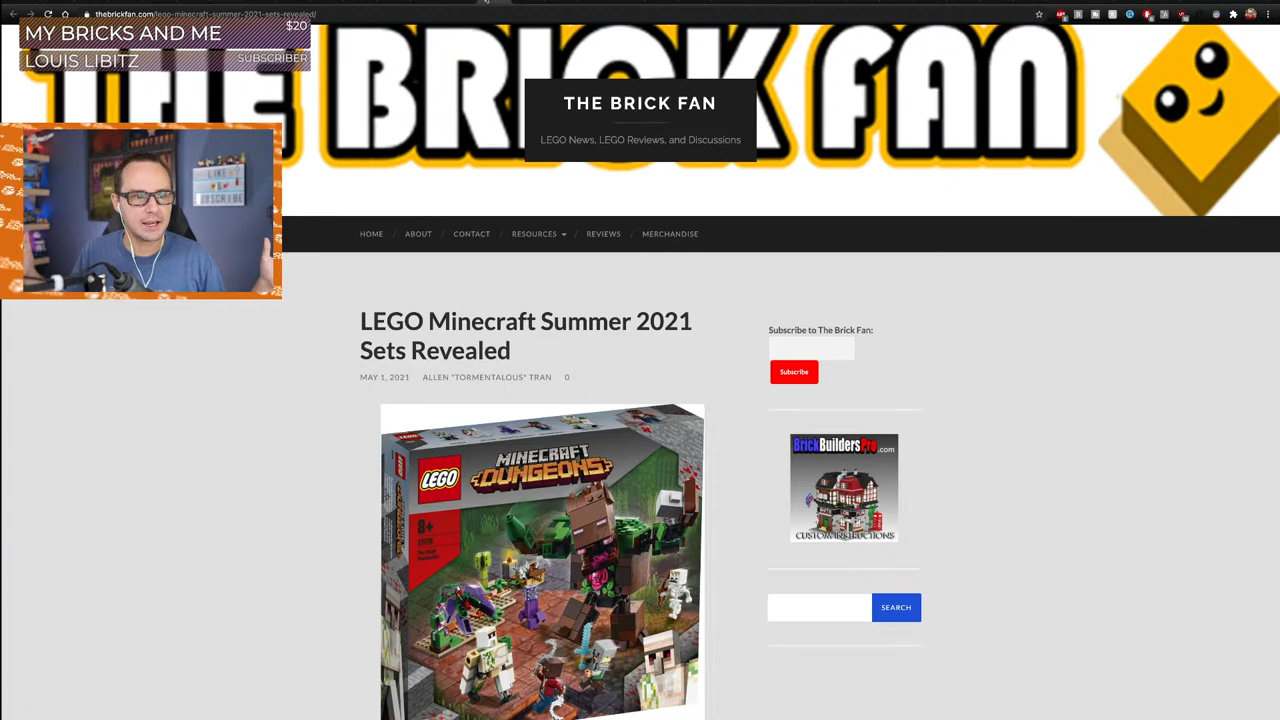 thebrickfan.com/lego-minecraft-summer-2021-sets-revealed/
MY BRICKS AND ME
$20
LOUIS LIBITZ
SUBSCRIBER
THE BRICK FAN
THE BRICK FAN
LEGO News, LEGO Reviews, and Discussions
LIKE
SUBSCRIBE
HOME / ABOUT / CONTACT / RESOURCES / REVIEWS / MERCHANDISE
LEGO Minecraft Summer 2021
Sets Revealed
MAY 1, 2021 ALLEN "TORMENTALOUS" TRAN 0
Subscribe to The Brick Fan:
Subscribe
LEGO
MINECRAFT
DUNGEONS
LEGO
8+
BrickBuildersPro.com
CUSTOM INSTRUCTIONS
SEARCH